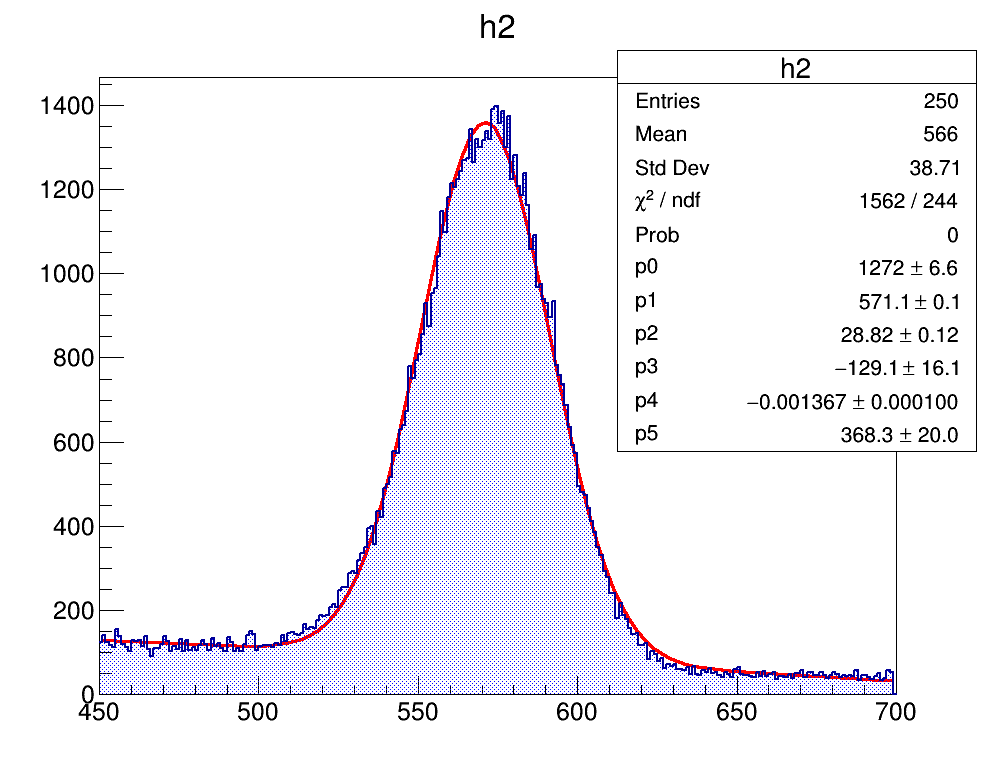 h2
h2
Entries 250
Mean 566
Std Dev 38.71
χ² / ndf 1562 / 244
Prob 0
p0 1272 ± 6.6
p1 571.1 ± 0.1
p2 28.82 ± 0.12
p3 −129.1 ± 16.1
p4 −0.001367 ± 0.000100
p5 368.3 ± 20.0
1400
1200
1000
800
600
400
200
0
450 500 550 600 650 700